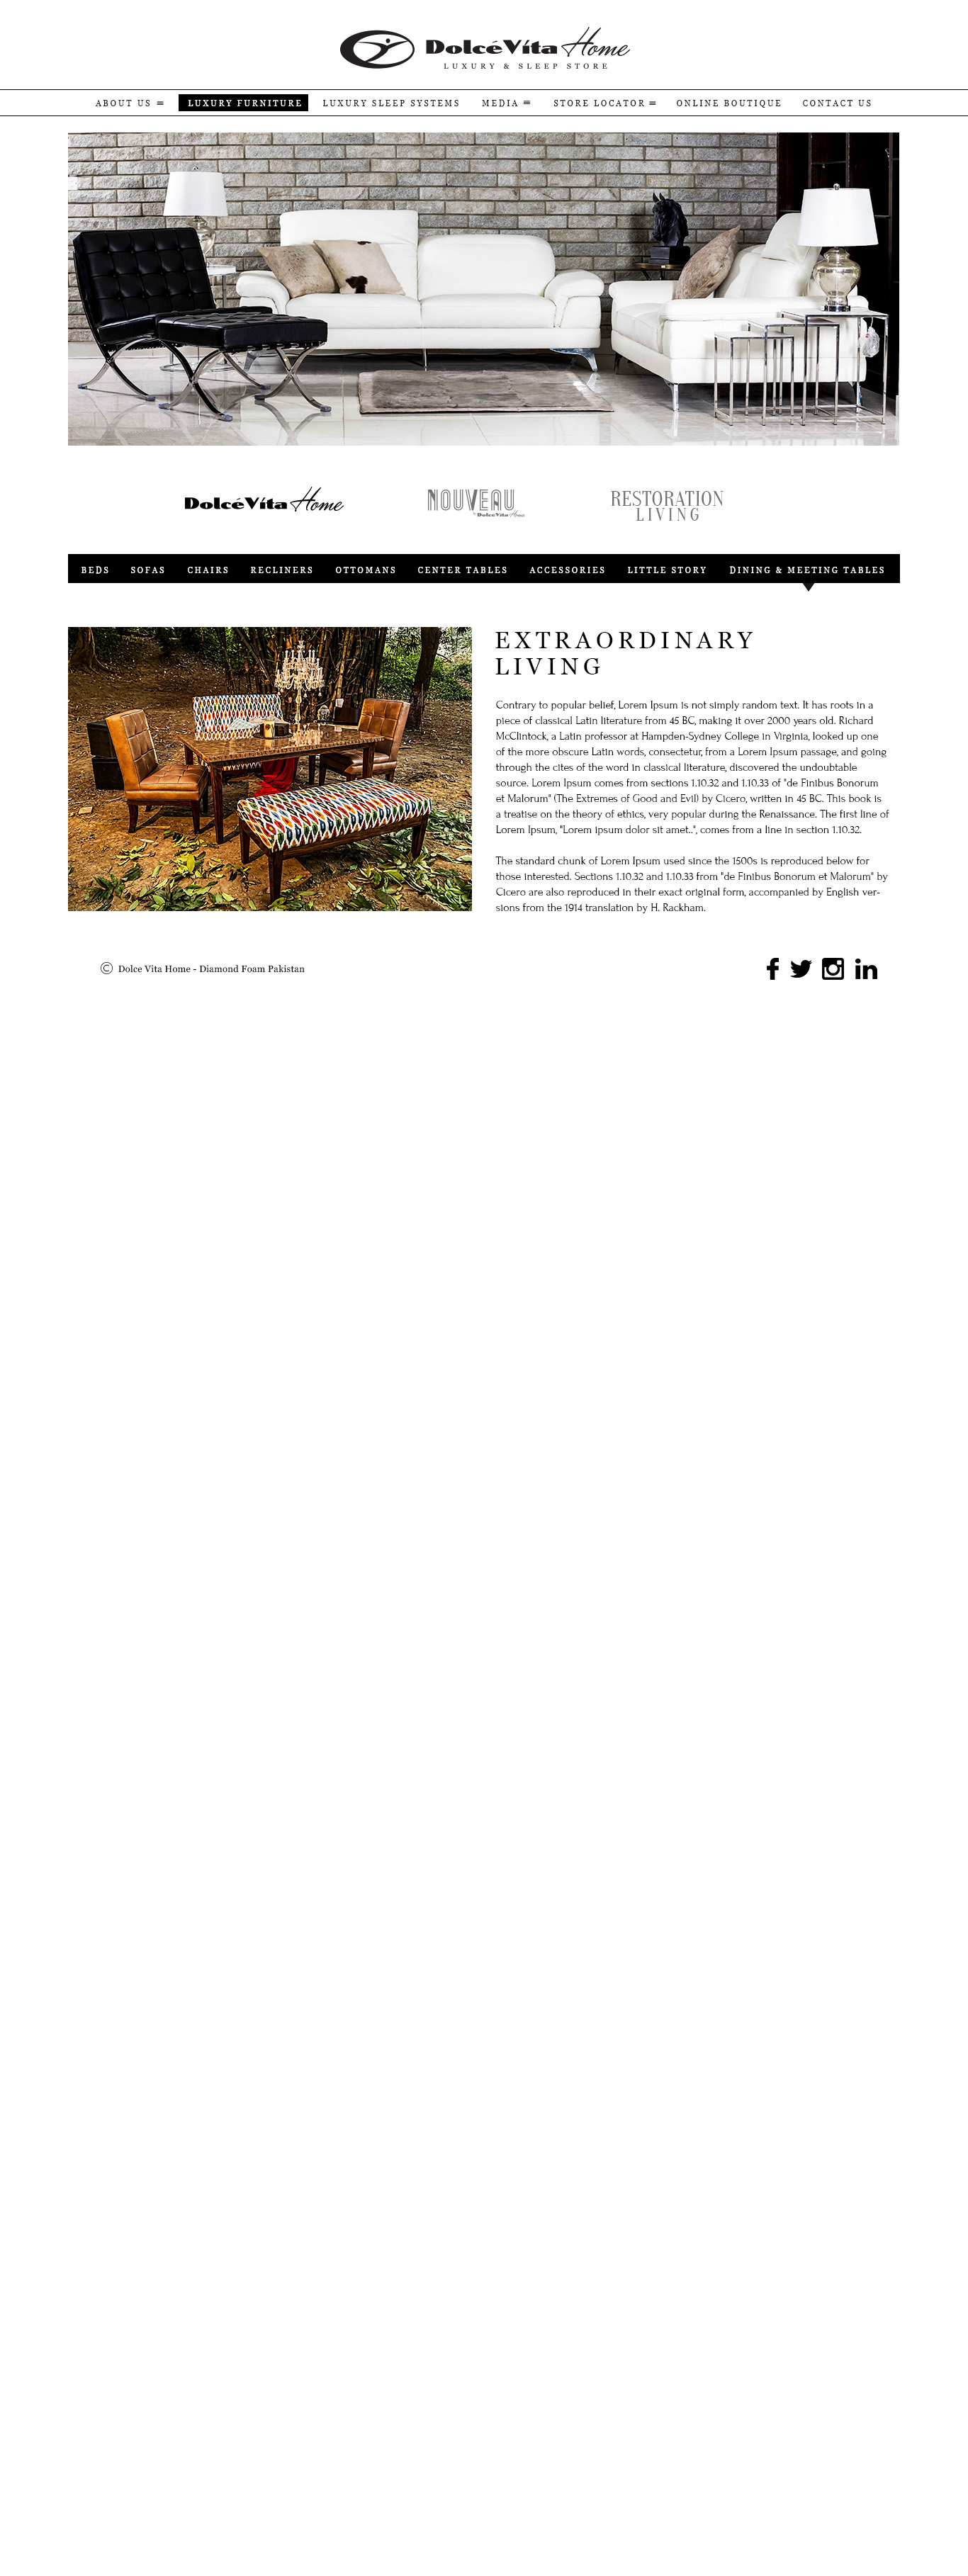 DolcéVíta Home
LUXURY & SLEEP STORE
ABOUT US LUXURY FURNITURE LUXURY SLEEP SYSTEMS MEDIA STORE LOCATOR ONLINE BOUTIQUE CONTACT US
DolcéVíta Home
NOUVEAU
by DolcéVíta Home
RESTORATION
LIVING
BEDS SOFAS CHAIRS RECLINERS OTTOMANS CENTER TABLES ACCESSORIES LITTLE STORY DINING & MEETING TABLES
EXTRAORDINARY
LIVING
Contrary to popular belief, Lorem Ipsum is not simply random text. It has roots in a
piece of classical Latin literature from 45 BC, making it over 2000 years old. Richard
McClintock, a Latin professor at Hampden-Sydney College in Virginia, looked up one
of the more obscure Latin words, consectetur, from a Lorem Ipsum passage, and going
through the cites of the word in classical literature, discovered the undoubtable
source. Lorem Ipsum comes from sections 1.10.32 and 1.10.33 of "de Finibus Bonorum
et Malorum" (The Extremes of Good and Evil) by Cicero, written in 45 BC. This book is
a treatise on the theory of ethics, very popular during the Renaissance. The first line of
Lorem Ipsum, "Lorem ipsum dolor sit amet..", comes from a line in section 1.10.32.
The standard chunk of Lorem Ipsum used since the 1500s is reproduced below for
those interested. Sections 1.10.32 and 1.10.33 from "de Finibus Bonorum et Malorum" by
Cicero are also reproduced in their exact original form, accompanied by English ver-
sions from the 1914 translation by H. Rackham.
© Dolce Vita Home - Diamond Foam Pakistan